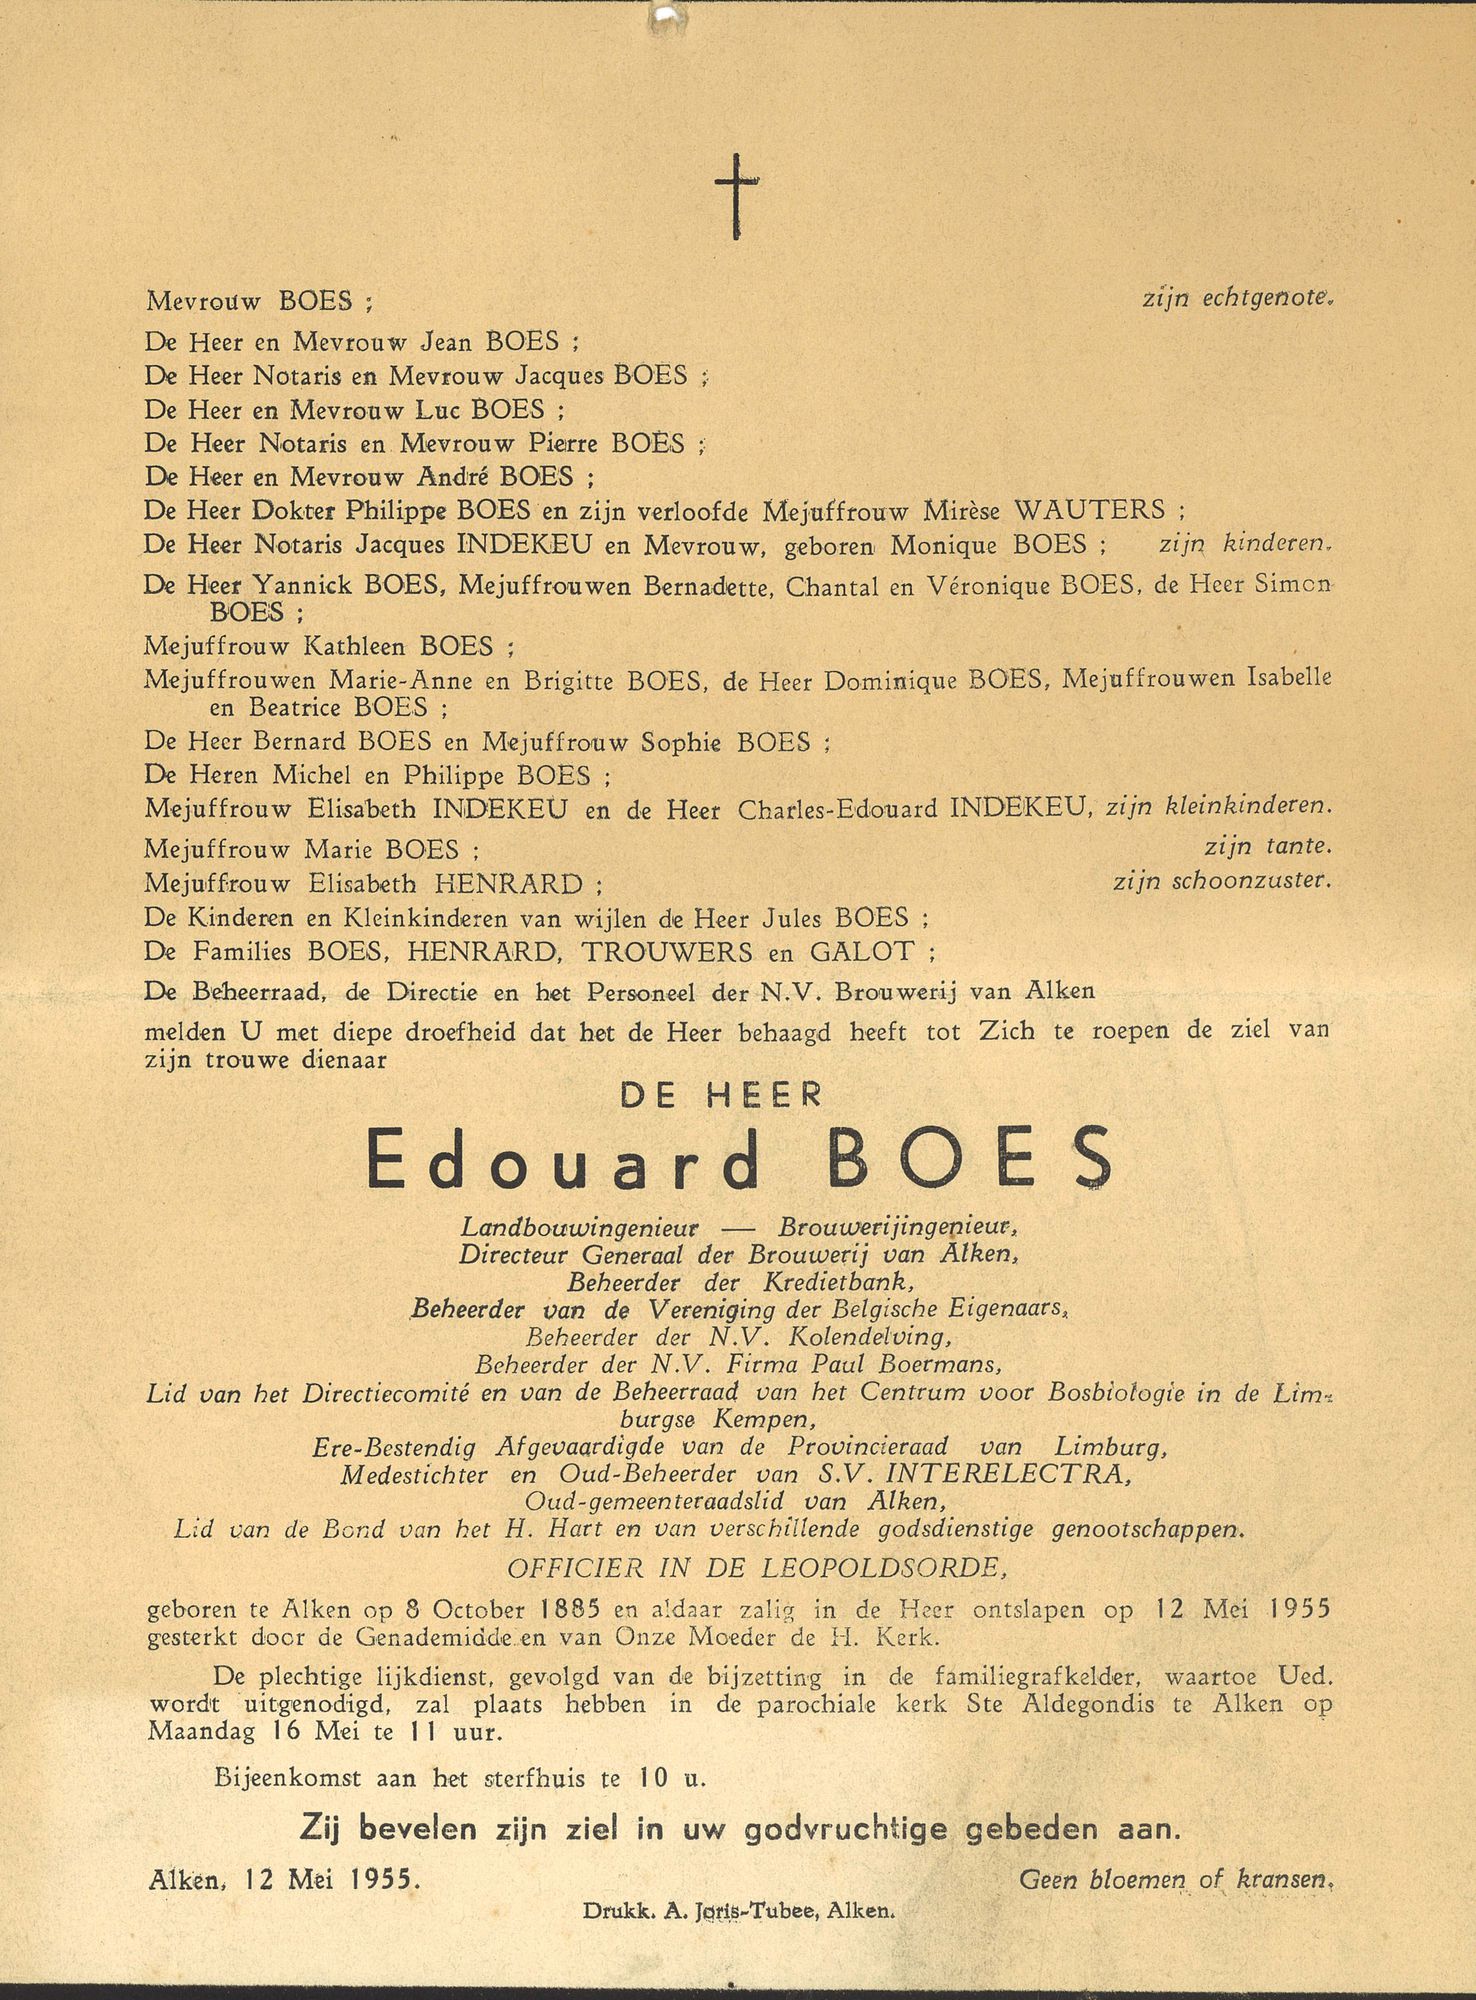 Mevrouw BOES ; zijn echtgenote.
De Heer en Mevrouw Jean BOES ;
De Heer Notaris en Mevrouw Jacques BOES ;
De Heer en Mevrouw Luc BOES ;
De Heer Notaris en Mevrouw Pierre BOES ;
De Heer en Mevrouw André BOES ;
De Heer Dokter Philippe BOES en zijn verloofde Mejuffrouw Mirèse WAUTERS ;
De Heer Notaris Jacques INDEKEU en Mevrouw, geboren Monique BOES ; zijn kinderen.
De Heer Yannick BOES, Mejuffrouwen Bernadette, Chantal en Véronique BOES, de Heer Simon
BOES ;
Mejuffrouw Kathleen BOES ;
Mejuffrouwen Marie-Anne en Brigitte BOES, de Heer Dominique BOES, Mejuffrouwen Isabelle
en Beatrice BOES ;
De Heer Bernard BOES en Mejuffrouw Sophie BOES ;
De Heren Michel en Philippe BOES ;
Mejuffrouw Elisabeth INDEKEU en de Heer Charles-Edouard INDEKEU, zijn kleinkinderen.
Mejuffrouw Marie BOES ; zijn tante.
Mejuffrouw Elisabeth HENRARD ; zijn schoonzuster.
De Kinderen en Kleinkinderen van wijlen de Heer Jules BOES ;
De Families BOES, HENRARD, TROUWERS en GALOT ;
De Beheerraad, de Directie en het Personeel der N.V. Brouwerij van Alken
melden U met diepe droefheid dat het de Heer behaagd heeft tot Zich te roepen de ziel van
zijn trouwe dienaar
DE HEER
Edouard BOES
Landbouwingenieur — Brouwerijingenieur,
Directeur Generaal der Brouwerij van Alken,
Beheerder der Kredietbank,
Beheerder van de Vereniging der Belgische Eigenaars,
Beheerder der N.V. Kolendelving,
Beheerder der N.V. Firma Paul Boermans,
Lid van het Directiecomité en van de Beheerraad van het Centrum voor Bosbiologie in de Lim-
burgse Kempen,
Ere-Bestendig Afgevaardigde van de Provincieraad van Limburg,
Medestichter en Oud-Beheerder van S.V. INTERELECTRA,
Oud-gemeenteraadslid van Alken,
Lid van de Bond van het H. Hart en van verschillende godsdienstige genootschappen.
OFFICIER IN DE LEOPOLDSORDE,
geboren te Alken op 8 October 1885 en aldaar zalig in de Heer ontslapen op 12 Mei 1955
gesterkt door de Genademiddelen van Onze Moeder de H. Kerk.
De plechtige lijkdienst, gevolgd van de bijzetting in de familiegrafkelder, waartoe Ued.
wordt uitgenodigd, zal plaats hebben in de parochiale kerk Ste Aldegondis te Alken op
Maandag 16 Mei te 11 uur.
Bijeenkomst aan het sterfhuis te 10 u.
Zij bevelen zijn ziel in uw godvruchtige gebeden aan.
Alken, 12 Mei 1955. Geen bloemen of kransen.
Drukk. A. Joris-Tubee, Alken.